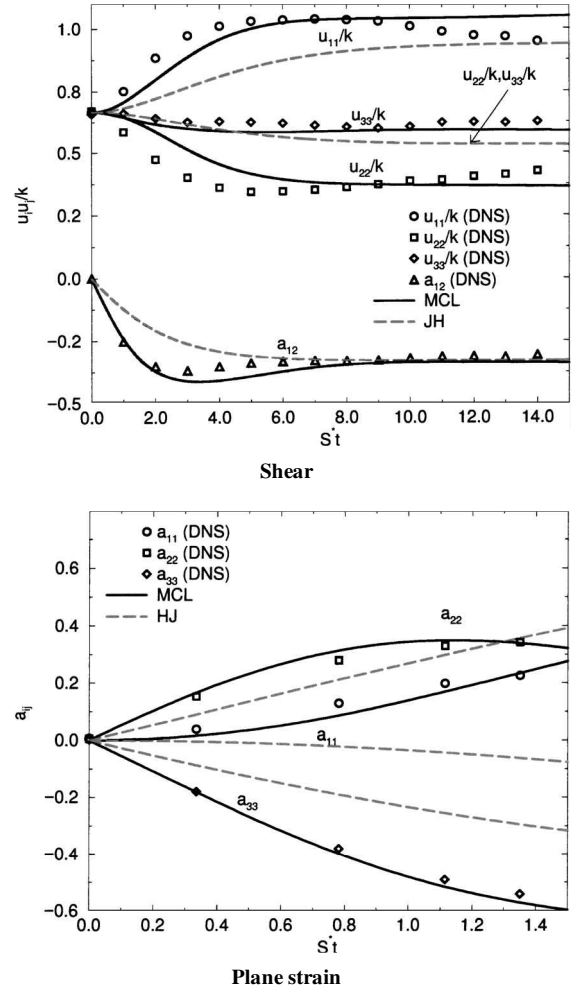 1.0
0.8
0.5
0.2
0.0
−0.2
−0.5
uᵢuⱼ/k
u₁₁/k
u₂₂/k,u₃₃/k
u₃₃/k
u₂₂/k
u₁₁/k (DNS)
u₂₂/k (DNS)
u₃₃/k (DNS)
a₁₂ (DNS)
MCL
JH
a₁₂
0.0 2.0 4.0 6.0 8.0 10.0 12.0 14.0
S*t
Shear
a₁₁ (DNS)
a₂₂ (DNS)
a₃₃ (DNS)
MCL
HJ
0.6
0.4
0.2
0.0
−0.2
−0.4
−0.6
aᵢⱼ
a₂₂
a₁₁
a₃₃
0.0 0.2 0.4 0.6 0.8 1.0 1.2 1.4
S*t
Plane strain